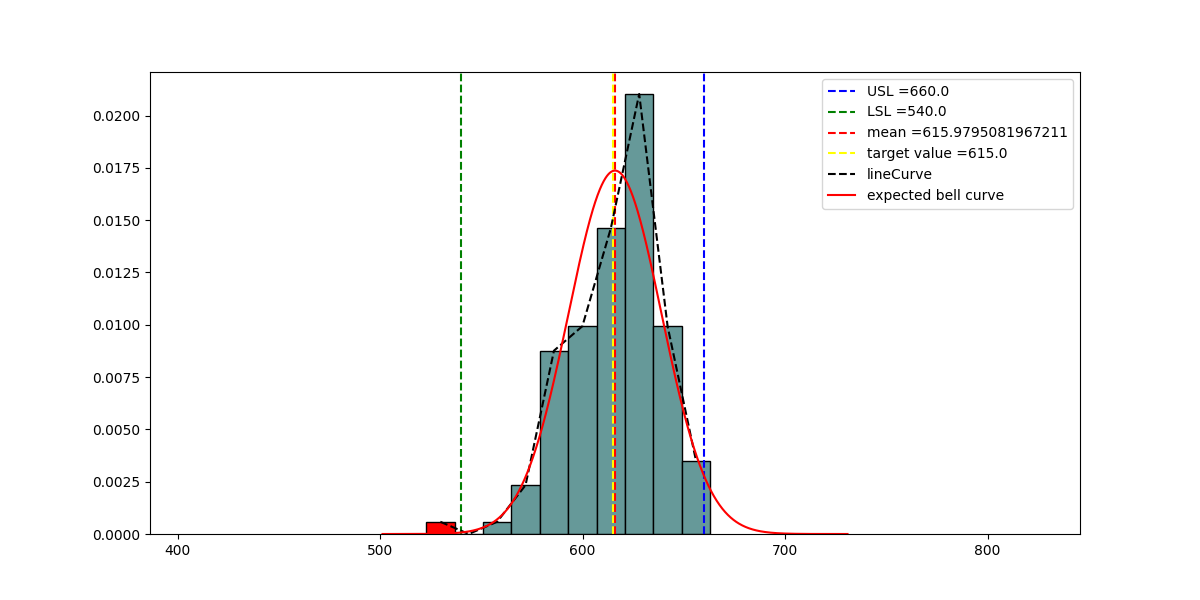 USL =660.0
LSL =540.0
mean =615.9795081967211
target value =615.0
lineCurve
expected bell curve
0.0200
0.0175
0.0150
0.0125
0.0100
0.0075
0.0050
0.0025
0.0000
400 500 600 700 800